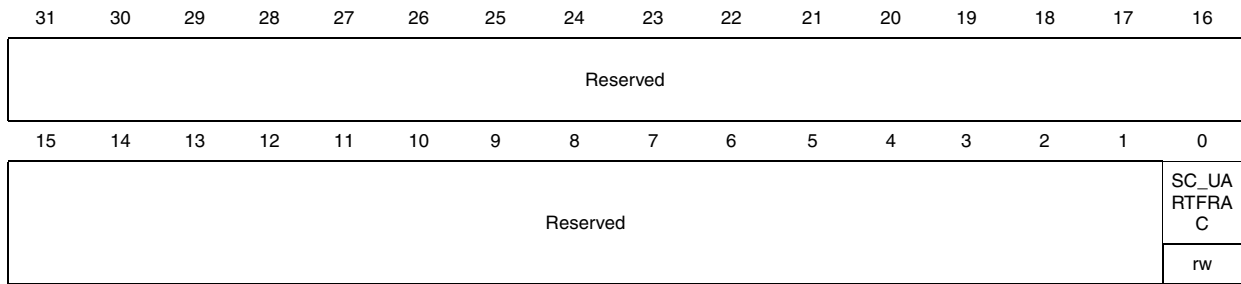 31 30 29 28 27 26 25 24 23 22 21 20 19 18 17 16
Reserved
15 14 13 12 11 10 9 8 7 6 5 4 3 2 1 0
Reserved
SC_UA
RTFRA
C
rw